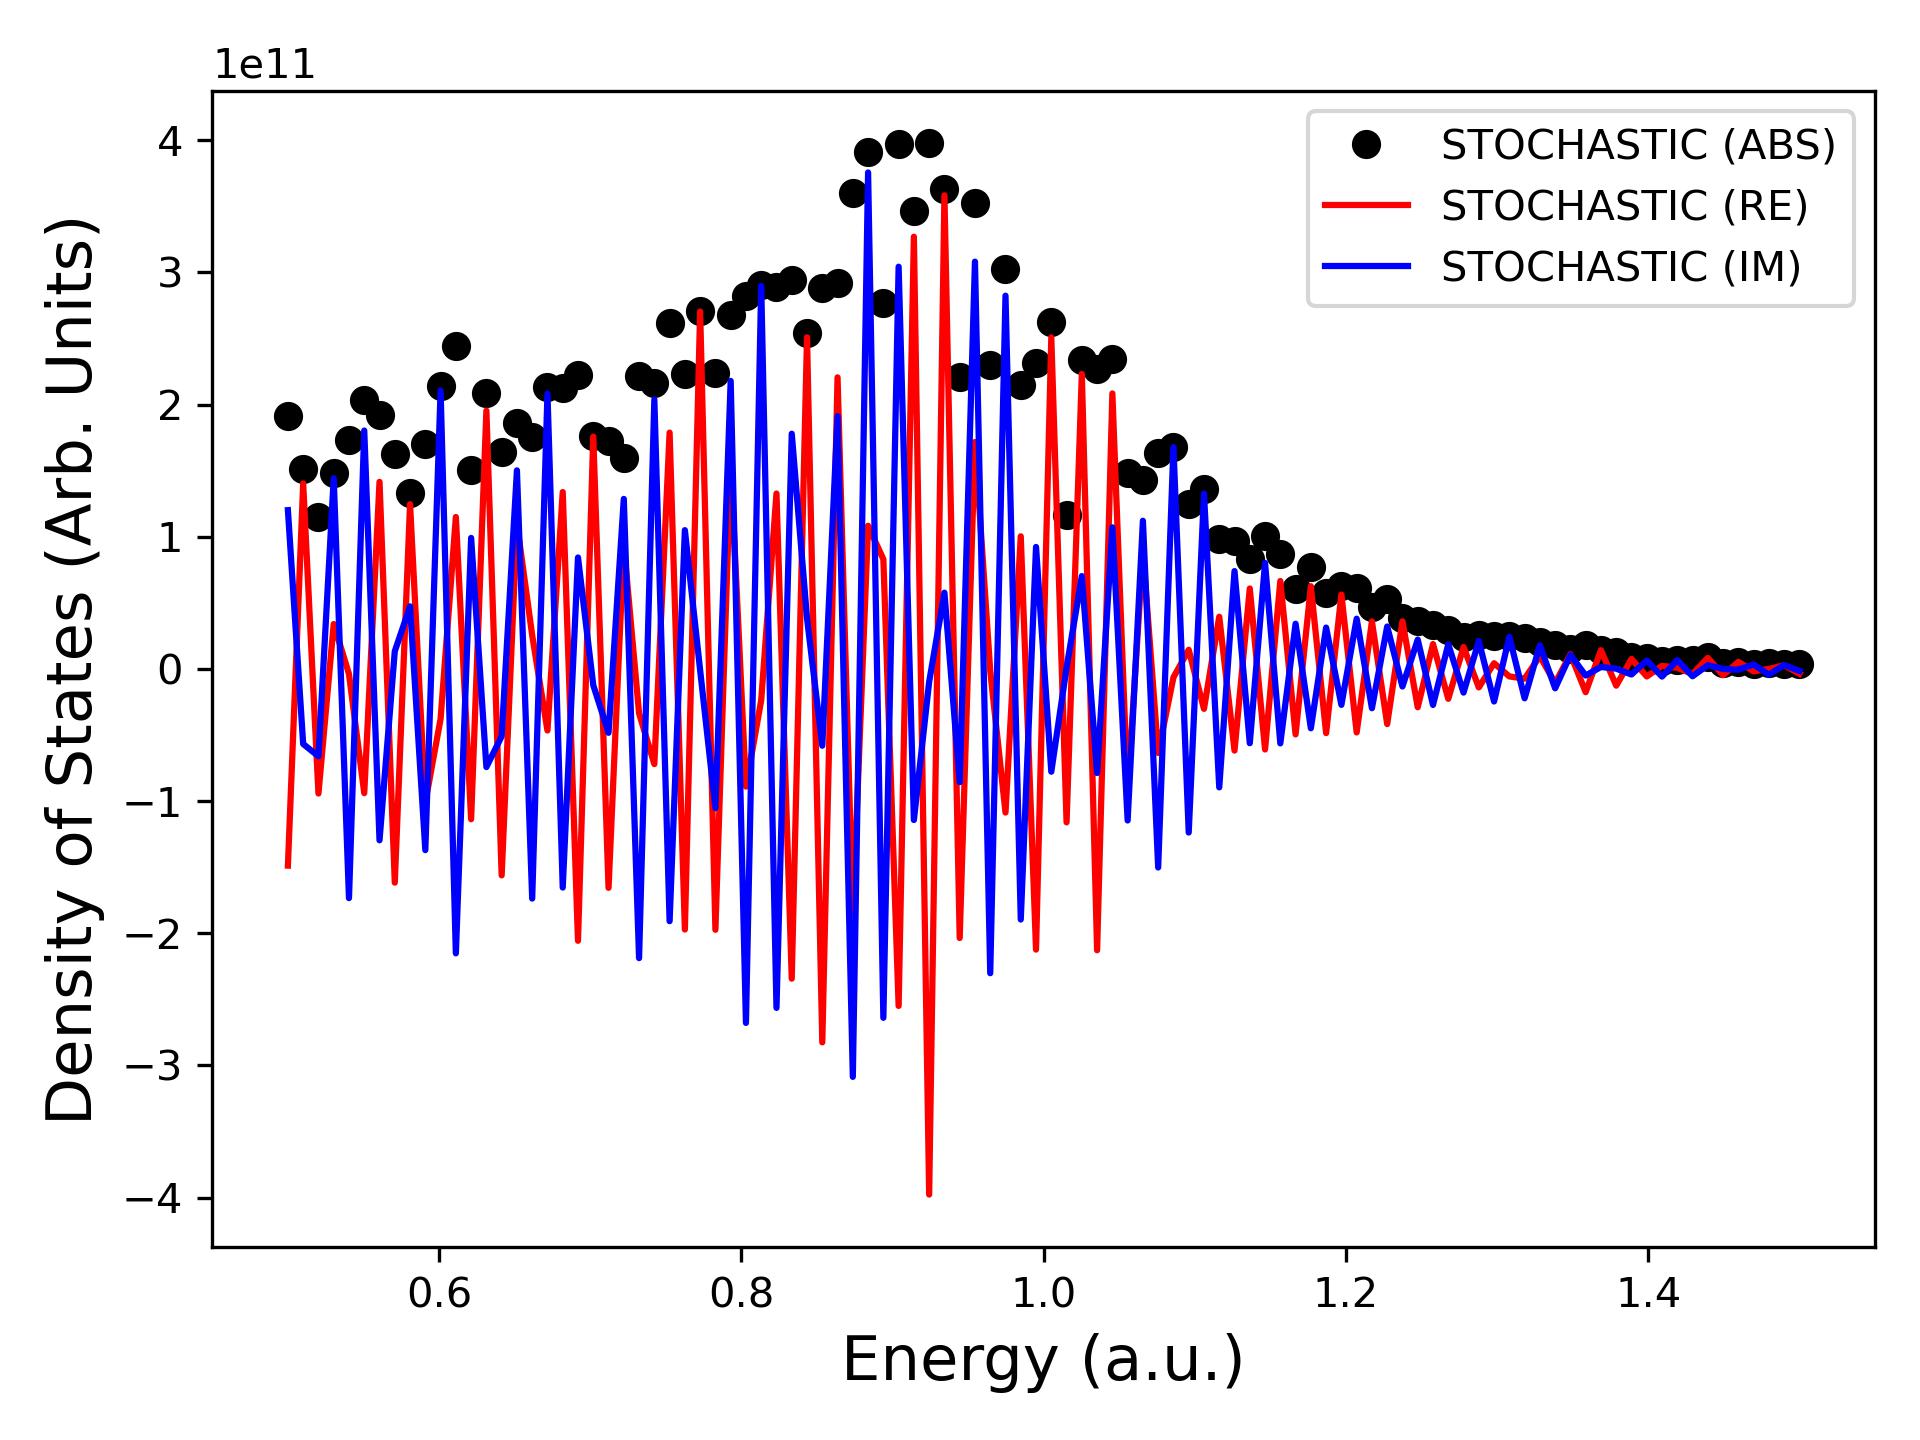 1e11
STOCHASTIC (ABS)
STOCHASTIC (RE)
STOCHASTIC (IM)
4
3
2
1
0
−1
−2
−3
−4
Density of States (Arb. Units)
0.6 0.8 1.0 1.2 1.4
Energy (a.u.)